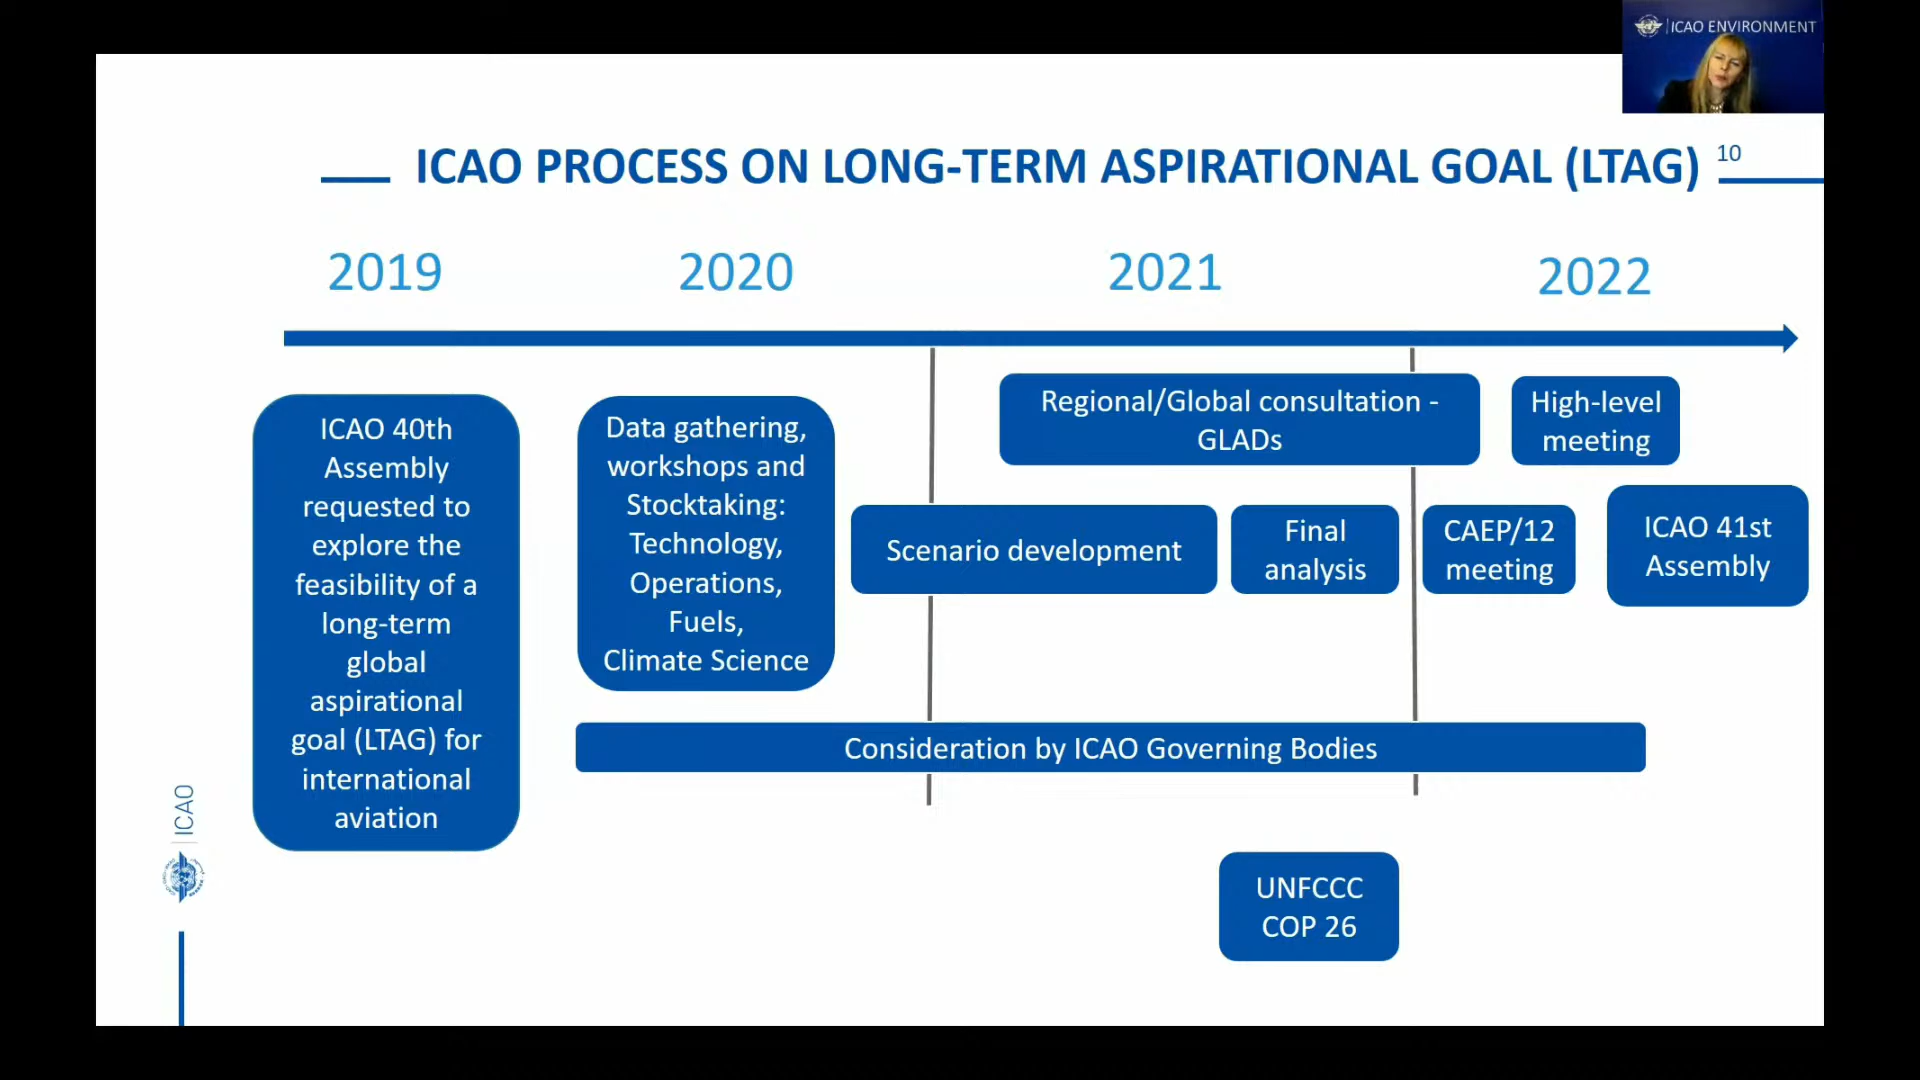 ICAO ENVIRONMENT
ICAO PROCESS ON LONG-TERM ASPIRATIONAL GOAL (LTAG)
10
2019
2020
2021
2022
ICAO 40th
Assembly
requested to
explore the
feasibility of a
long-term
global
aspirational
goal (LTAG) for
international
aviation
Data gathering,
workshops and
Stocktaking:
Technology,
Operations,
Fuels,
Climate Science
Regional/Global consultation -
GLADs
High-level
meeting
Scenario development
Final
analysis
CAEP/12
meeting
ICAO 41st
Assembly
Consideration by ICAO Governing Bodies
UNFCCC
COP 26
ICAO